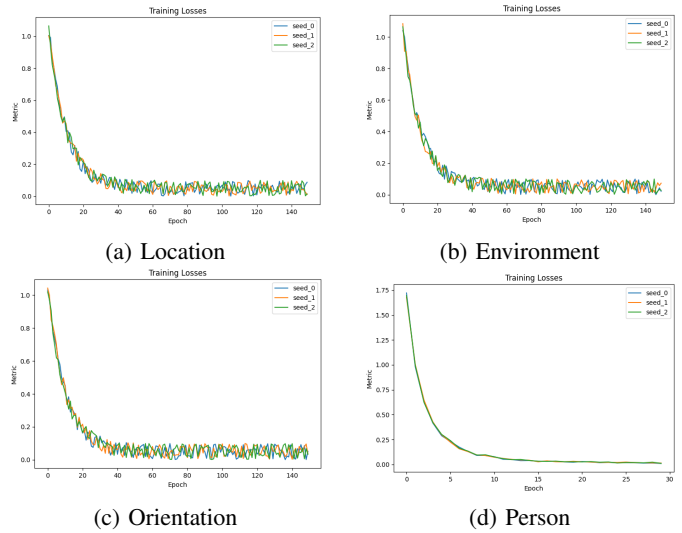 Training Losses
Metric
1.0
0.8
0.6
0.4
0.2
0.0
0 20 40 60 80 100 120 140
Epoch
seed_0
seed_1
seed_2
(a) Location
Training Losses
Metric
1.0
0.8
0.6
0.4
0.2
0.0
0 20 40 60 80 100 120 140
Epoch
seed_0
seed_1
seed_2
(b) Environment
Training Losses
Metric
1.0
0.8
0.6
0.4
0.2
0.0
0 20 40 60 80 100 120 140
Epoch
seed_0
seed_1
seed_2
(c) Orientation
Training Losses
Metric
1.75
1.50
1.25
1.00
0.75
0.50
0.25
0.00
0 5 10 15 20 25 30
Epoch
seed_0
seed_1
seed_2
(d) Person